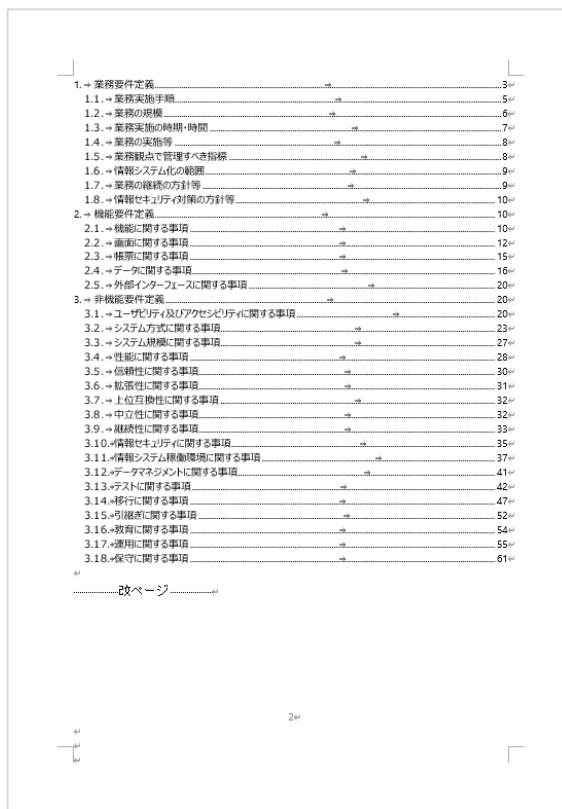 1. → 業務要件定義 → 3↵
1.1. → 業務実施手順 → 5↵
1.2. → 業務の規模 → 6↵
1.3. → 業務実施の時期・時間 → 7↵
1.4. → 業務の実施等 → 8↵
1.5. → 業務観点で管理すべき指標 → 8↵
1.6. → 情報システム化の範囲 → 9↵
1.7. → 業務の継続の方針等 → 9↵
1.8. → 情報セキュリティ対策の方針等 → 10↵
2. → 機能要件定義 → 10↵
2.1. → 機能に関する事項 → 10↵
2.2. → 画面に関する事項 → 12↵
2.3. → 帳票に関する事項 → 15↵
2.4. → データに関する事項 → 16↵
2.5. → 外部インターフェースに関する事項 → 20↵
3. → 非機能要件定義 → 20↵
3.1. → ユーザビリティ及びアクセシビリティに関する事項 → 20↵
3.2. → システム方式に関する事項 → 23↵
3.3. → システム規模に関する事項 → 27↵
3.4. → 性能に関する事項 → 28↵
3.5. → 信頼性に関する事項 → 30↵
3.6. → 拡張性に関する事項 → 31↵
3.7. → 上位互換性に関する事項 → 32↵
3.8. → 中立性に関する事項 → 32↵
3.9. → 継続性に関する事項 → 33↵
3.10.→情報セキュリティに関する事項 → 35↵
3.11.→情報システム稼働環境に関する事項 → 37↵
3.12.→データマネジメントに関する事項 → 41↵
3.13.→テストに関する事項 → 42↵
3.14.→移行に関する事項 → 47↵
3.15.→引継ぎに関する事項 → 52↵
3.16.→教育に関する事項 → 54↵
3.17.→運用に関する事項 → 55↵
3.18.→保守に関する事項 → 61↵
↵
改ページ↵
2↵
↵
↵
↵